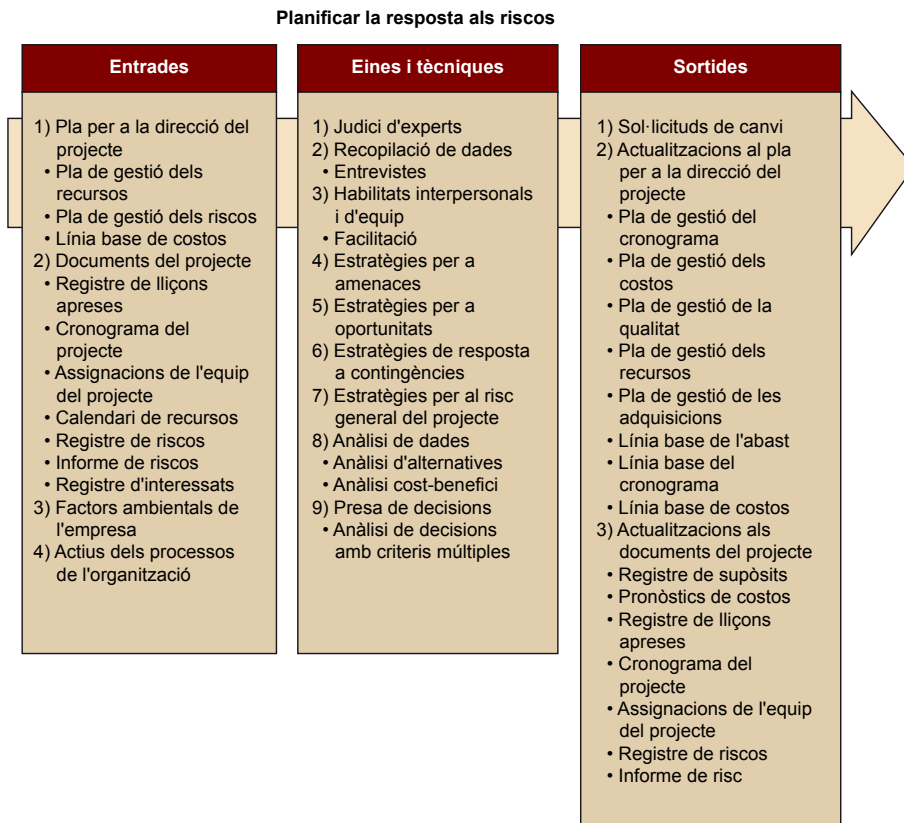 Planificar la resposta als riscos
Entrades
1) Pla per a la direcció del
projecte
• Pla de gestió dels
recursos
• Pla de gestió dels riscos
• Línia base de costos
2) Documents del projecte
• Registre de lliçons
apreses
• Cronograma del
projecte
• Assignacions de l'equip
del projecte
• Calendari de recursos
• Registre de riscos
• Informe de riscos
• Registre d'interessats
3) Factors ambientals de
l'empresa
4) Actius dels processos
de l'organització
Eines i tècniques
1) Judici d'experts
2) Recopilació de dades
• Entrevistes
3) Habilitats interpersonals
i d'equip
• Facilitació
4) Estratègies per a
amenaces
5) Estratègies per a
oportunitats
6) Estratègies de resposta
a contingències
7) Estratègies per al risc
general del projecte
8) Anàlisi de dades
• Anàlisi d'alternatives
• Anàlisi cost-benefici
9) Presa de decisions
• Anàlisi de decisions
amb criteris múltiples
Sortides
1) Sol·licituds de canvi
2) Actualitzacions al pla
per a la direcció del
projecte
• Pla de gestió del
cronograma
• Pla de gestió dels
costos
• Pla de gestió de la
qualitat
• Pla de gestió dels
recursos
• Pla de gestió de les
adquisicions
• Línia base de l'abast
• Línia base del
cronograma
• Línia base de costos
3) Actualitzacions als
documents del projecte
• Registre de supòsits
• Pronòstics de costos
• Registre de lliçons
apreses
• Cronograma del
projecte
• Assignacions de l'equip
del projecte
• Registre de riscos
• Informe de risc